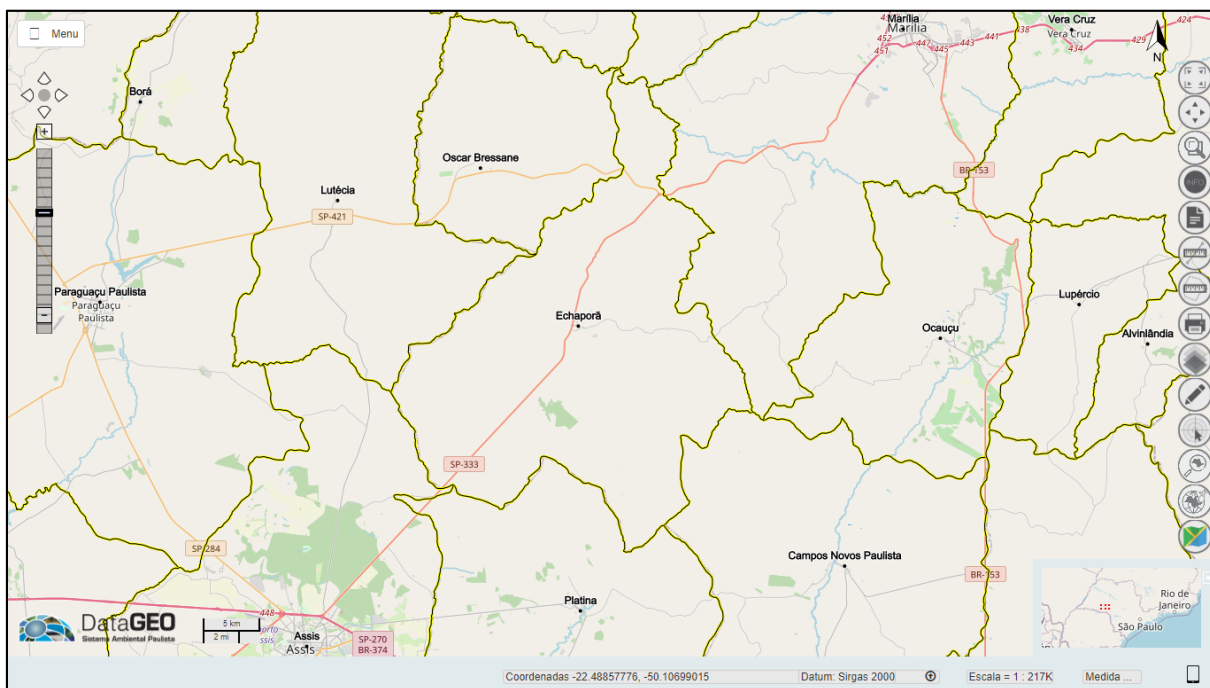 Menu
Marília
Marília
452
451
447
445
443
441
438
Vera Cruz
Vera Cruz
434
429
424
N
Borá
Oscar Bressane
Lutécia
SP-421
BR-153
INFO
Paraguaçu Paulista
Paraguaçu
Paulista
Echaporã
Ocauçu
Lupércio
Alvinlândia
SP-333
SP-284
Campos Novos Paulista
BR-153
Platina
448
DataGEO
Sistema Ambiental Paulista
5 km
2 mi
Assis
Assis
SP-270
BR-374
Rio de
Janeiro
São Paulo
Coordenadas -22.48857776, -50.10699015
Datum: Sirgas 2000
Escala = 1 : 217K
Medida ...